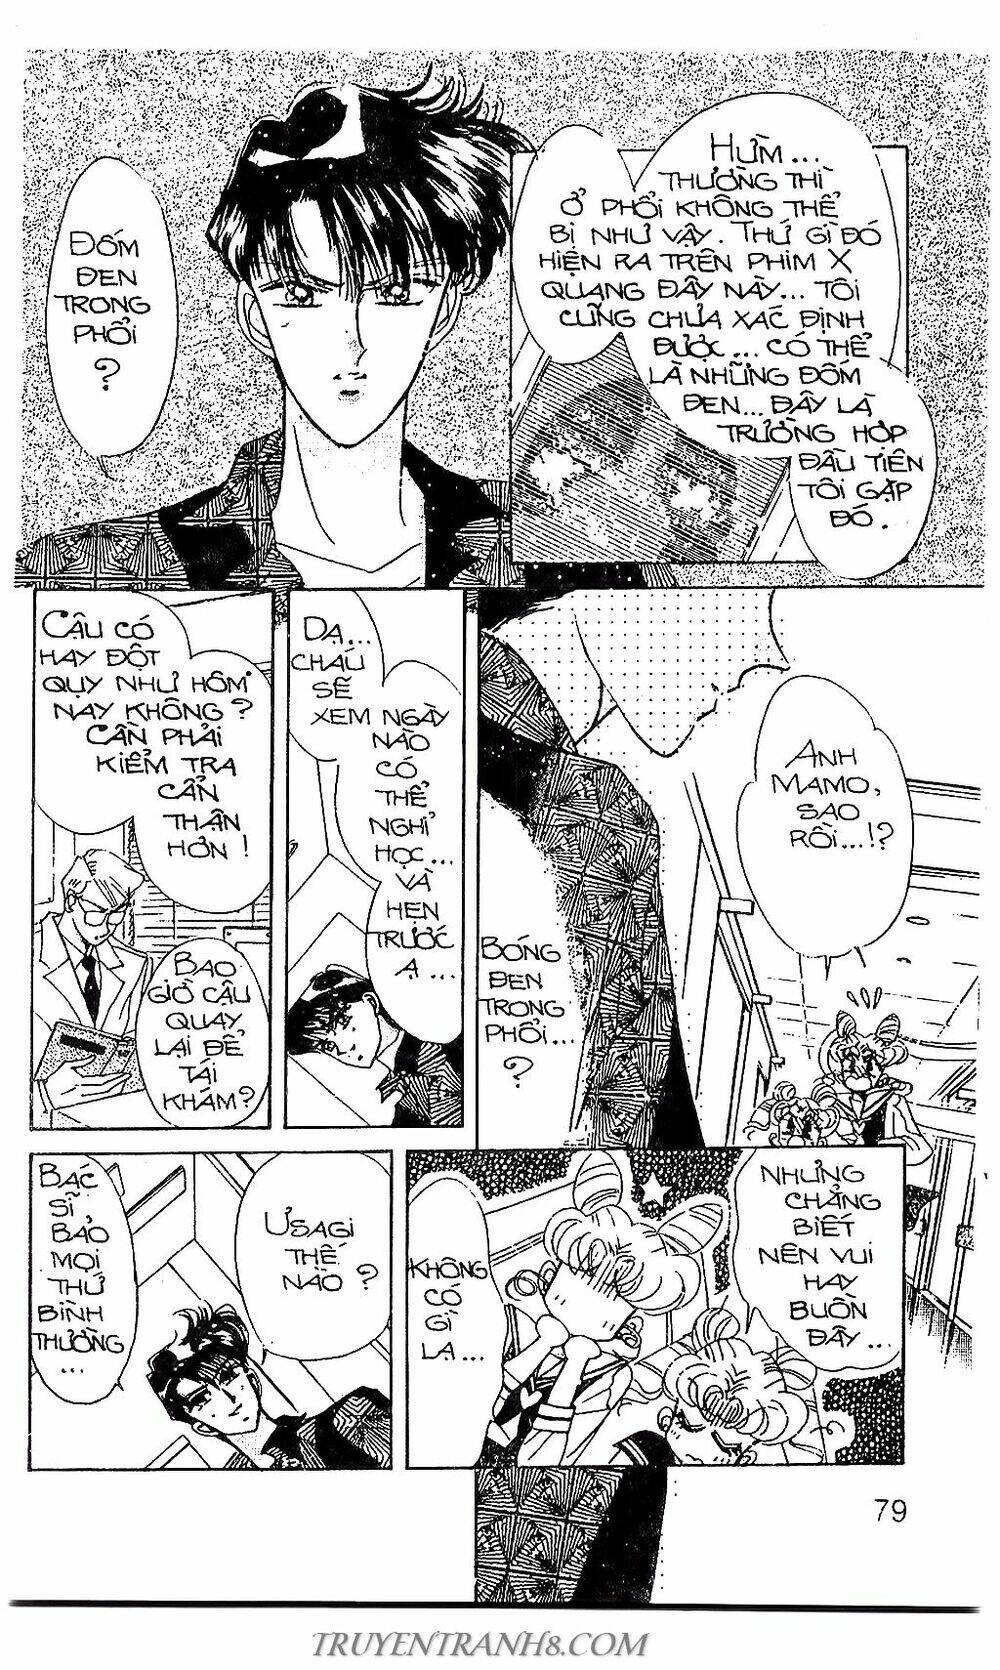 HỪM...
THƯỜNG THÌ
Ở PHỔI KHÔNG THỂ
BỊ NHƯ VẬY. THỨ GÌ ĐÓ
HIỆN RA TRÊN PHIM X
QUANG ĐÂY NÀY... TÔI
CŨNG CHƯA XÁC ĐỊNH
ĐƯỢC... CÓ THỂ
LÀ NHỮNG ĐỐM
ĐEN... ĐÂY LÀ
TRƯỜNG HỢP
ĐẦU TIÊN
TÔI GẶP
ĐÓ.
ĐỐM
ĐEN
TRONG
PHỔI
?
CẬU CÓ
HAY ĐỘT
QUỴ NHƯ HÔM
NAY KHÔNG?
CẦN PHẢI
KIỂM TRA
CẨN
THẬN
HƠN!
BAO
GIỜ CẬU
QUAY
LẠI ĐỂ
TÁI
KHÁM?
DẠ...
CHÁU
SẼ
XEM NGÀY
NÀO
CÓ
THỂ
NGHỈ
HỌC...
VÀ
HẸN
TRƯỚC
Ạ...
BÓNG
ĐEN
TRONG
PHỔI...
?
ANH
MAMO,
SAO
RỒI...!?
BÁC
SĨ
BẢO
MỌI
THỨ
BÌNH
THƯỜNG
...
USAGI
THẾ
NÀO?
KHÔNG
CÓ
GÌ
LẠ...
NHƯNG
CHẲNG
BIẾT
NÊN VUI
HAY
BUỒN
ĐÂY...
79
TRUYENTRANH8.COM